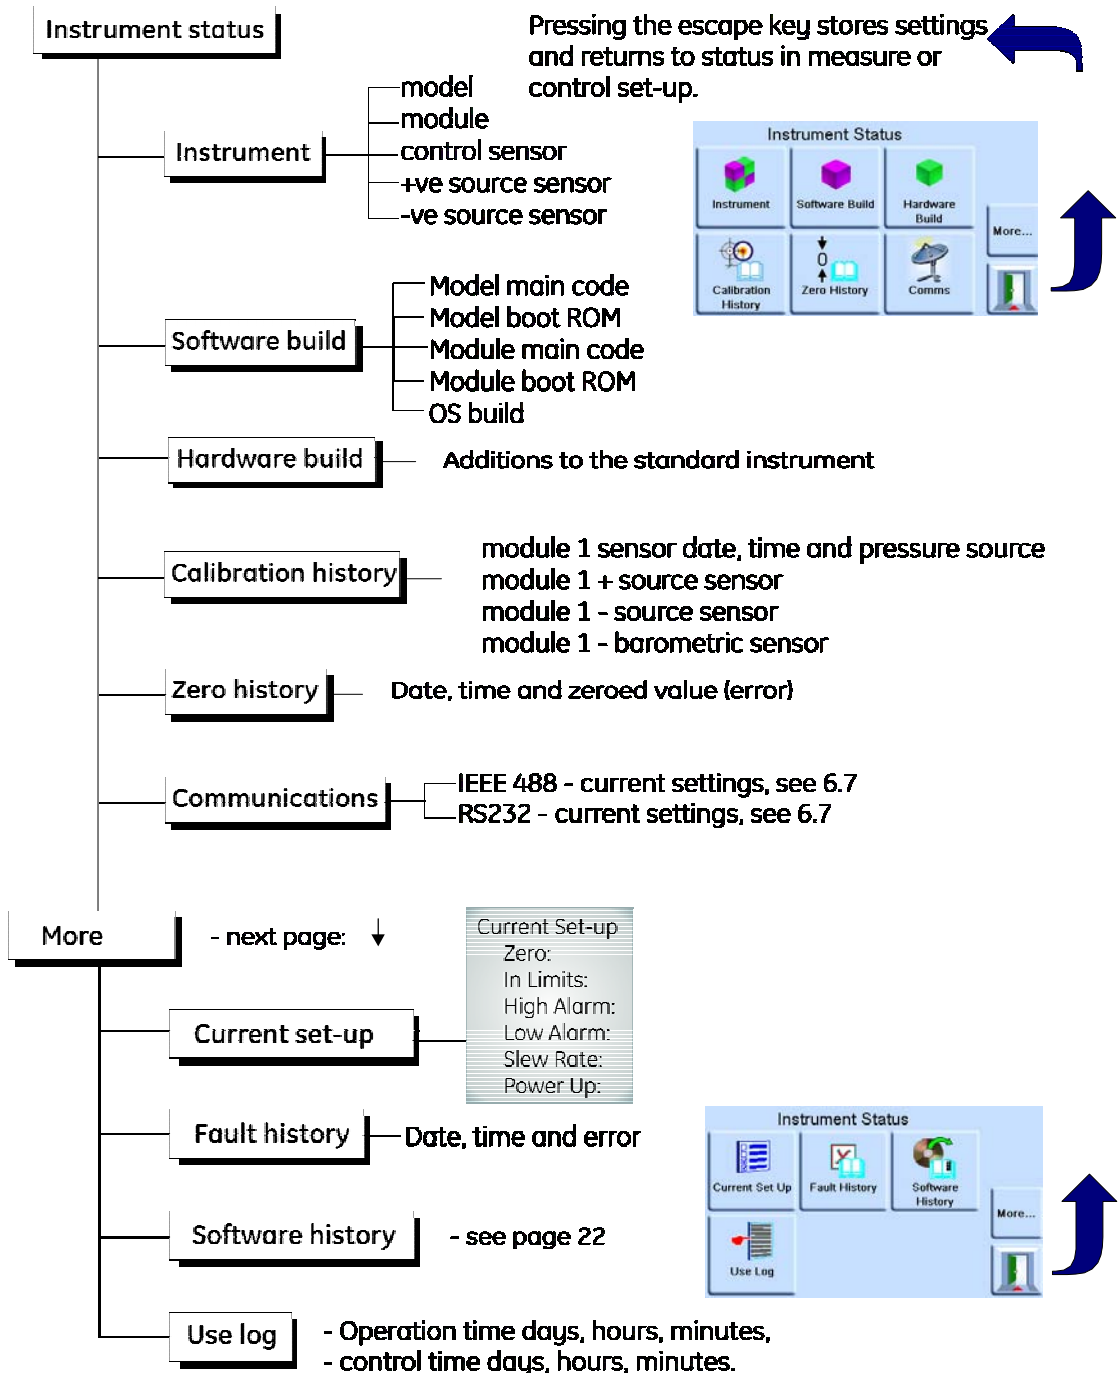 Instrument status
Pressing the escape key stores settings
and returns to status in measure or
control set-up.
Instrument
model
module
control sensor
+ve source sensor
-ve source sensor
Instrument Status
Instrument
Software Build
Hardware
Build
More...
Calibration
History
Zero History
0
Comms
Software build
Model main code
Model boot ROM
Module main code
Module boot ROM
OS build
Hardware build
Additions to the standard instrument
Calibration history
module 1 sensor date, time and pressure source
module 1 + source sensor
module 1 - source sensor
module 1 - barometric sensor
Zero history
Date, time and zeroed value (error)
Communications
IEEE 488 - current settings, see 6.7
RS232 - current settings, see 6.7
More
- next page:
Current set-up
Current Set-up
Zero:
In Limits:
High Alarm:
Low Alarm:
Slew Rate:
Power Up:
Fault history
Date, time and error
Instrument Status
Current Set Up
Fault History
Software
History
More...
Use Log
Software history
- see page 22
Use log
- Operation time days, hours, minutes,
- control time days, hours, minutes.